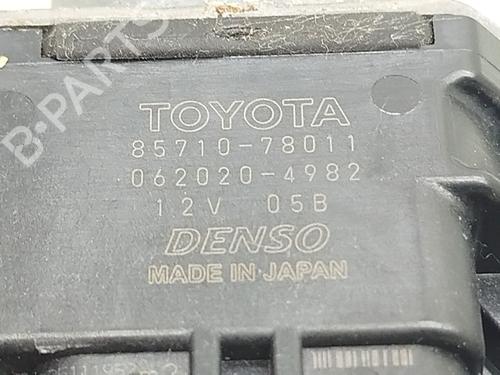 B-PARTS
TOYOTA
85710-78011
062020-4982
12V 05B
DENSO
MADE IN JAPAN